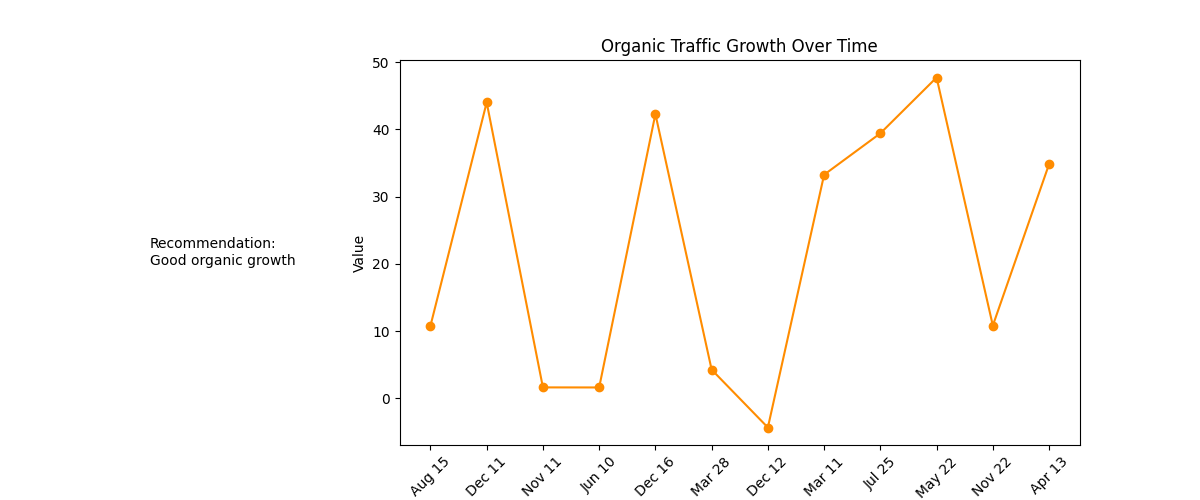 Organic Traffic Growth Over Time
50
40
30
20
10
0
Value
Recommendation:
Good organic growth
Aug 15
Dec 11
Nov 11
Jun 10
Dec 16
Mar 28
Dec 12
Mar 11
Jul 25
May 22
Nov 22
Apr 13